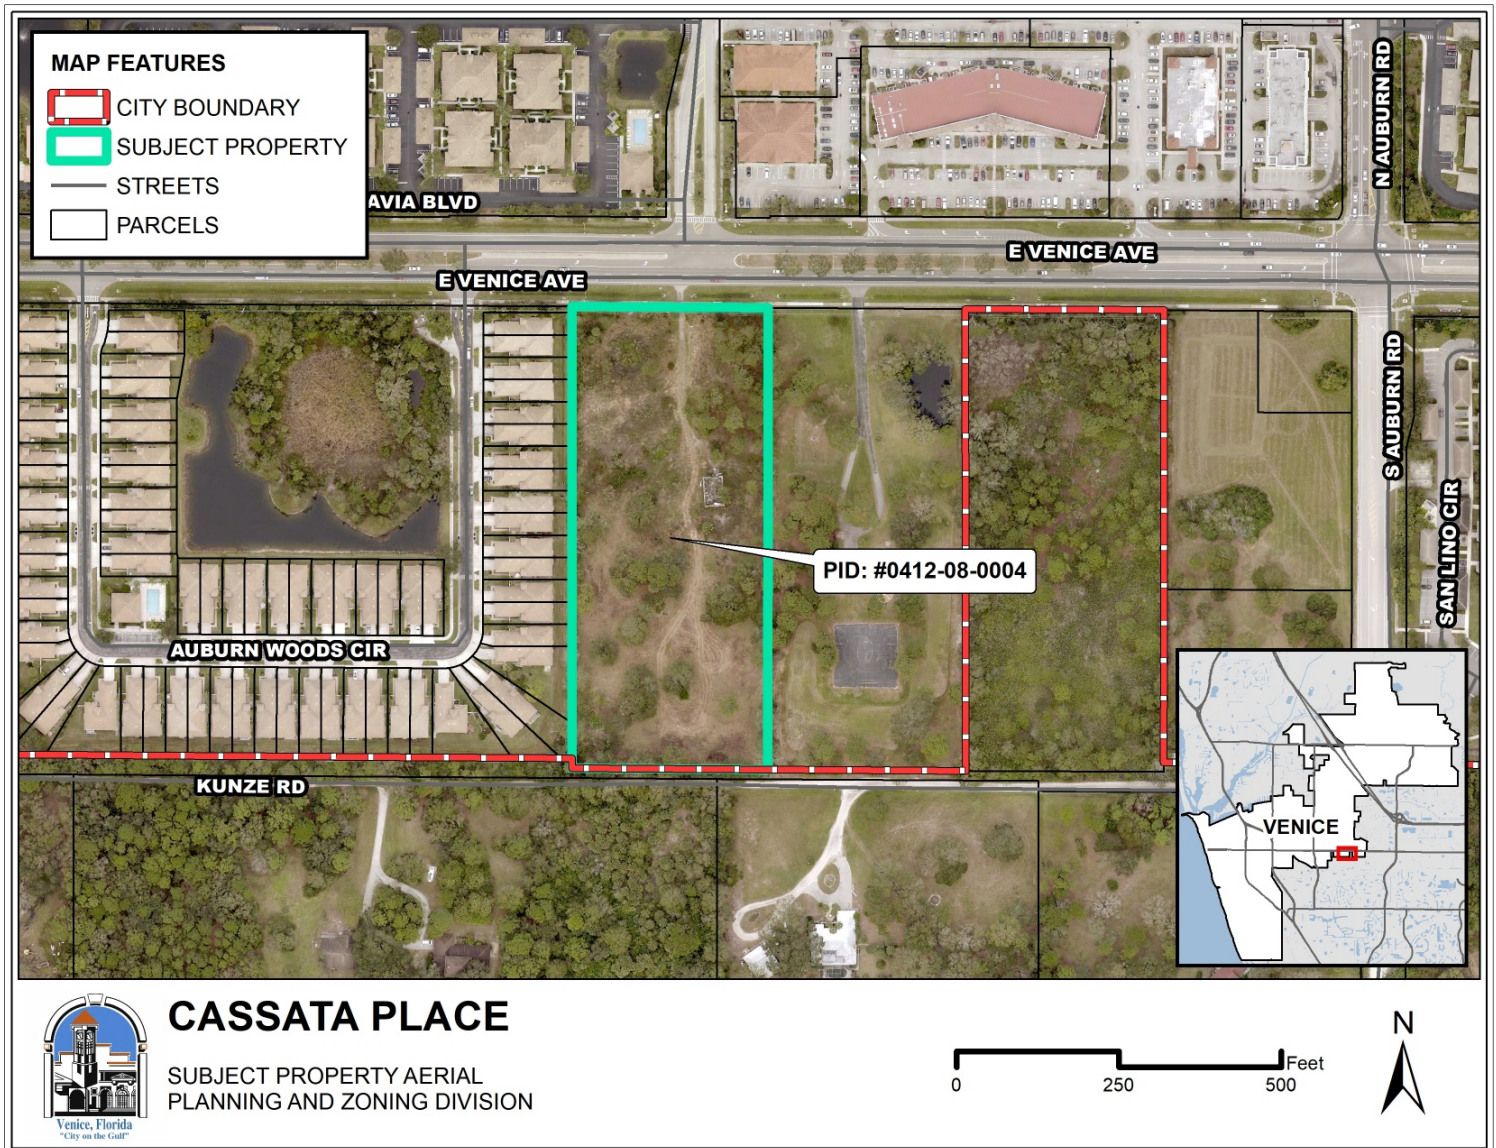 MAP FEATURES
CITY BOUNDARY
SUBJECT PROPERTY
STREETS
PARCELS
AVIA BLVD
N AUBURN RD
E VENICE AVE
E VENICE AVE
S AUBURN RD
SAN LINO CIR
PID: #0412-08-0004
AUBURN WOODS CIR
KUNZE RD
VENICE
CASSATA PLACE
SUBJECT PROPERTY AERIAL
PLANNING AND ZONING DIVISION
Venice, Florida
"City on the Gulf"
Feet
0 250 500
N